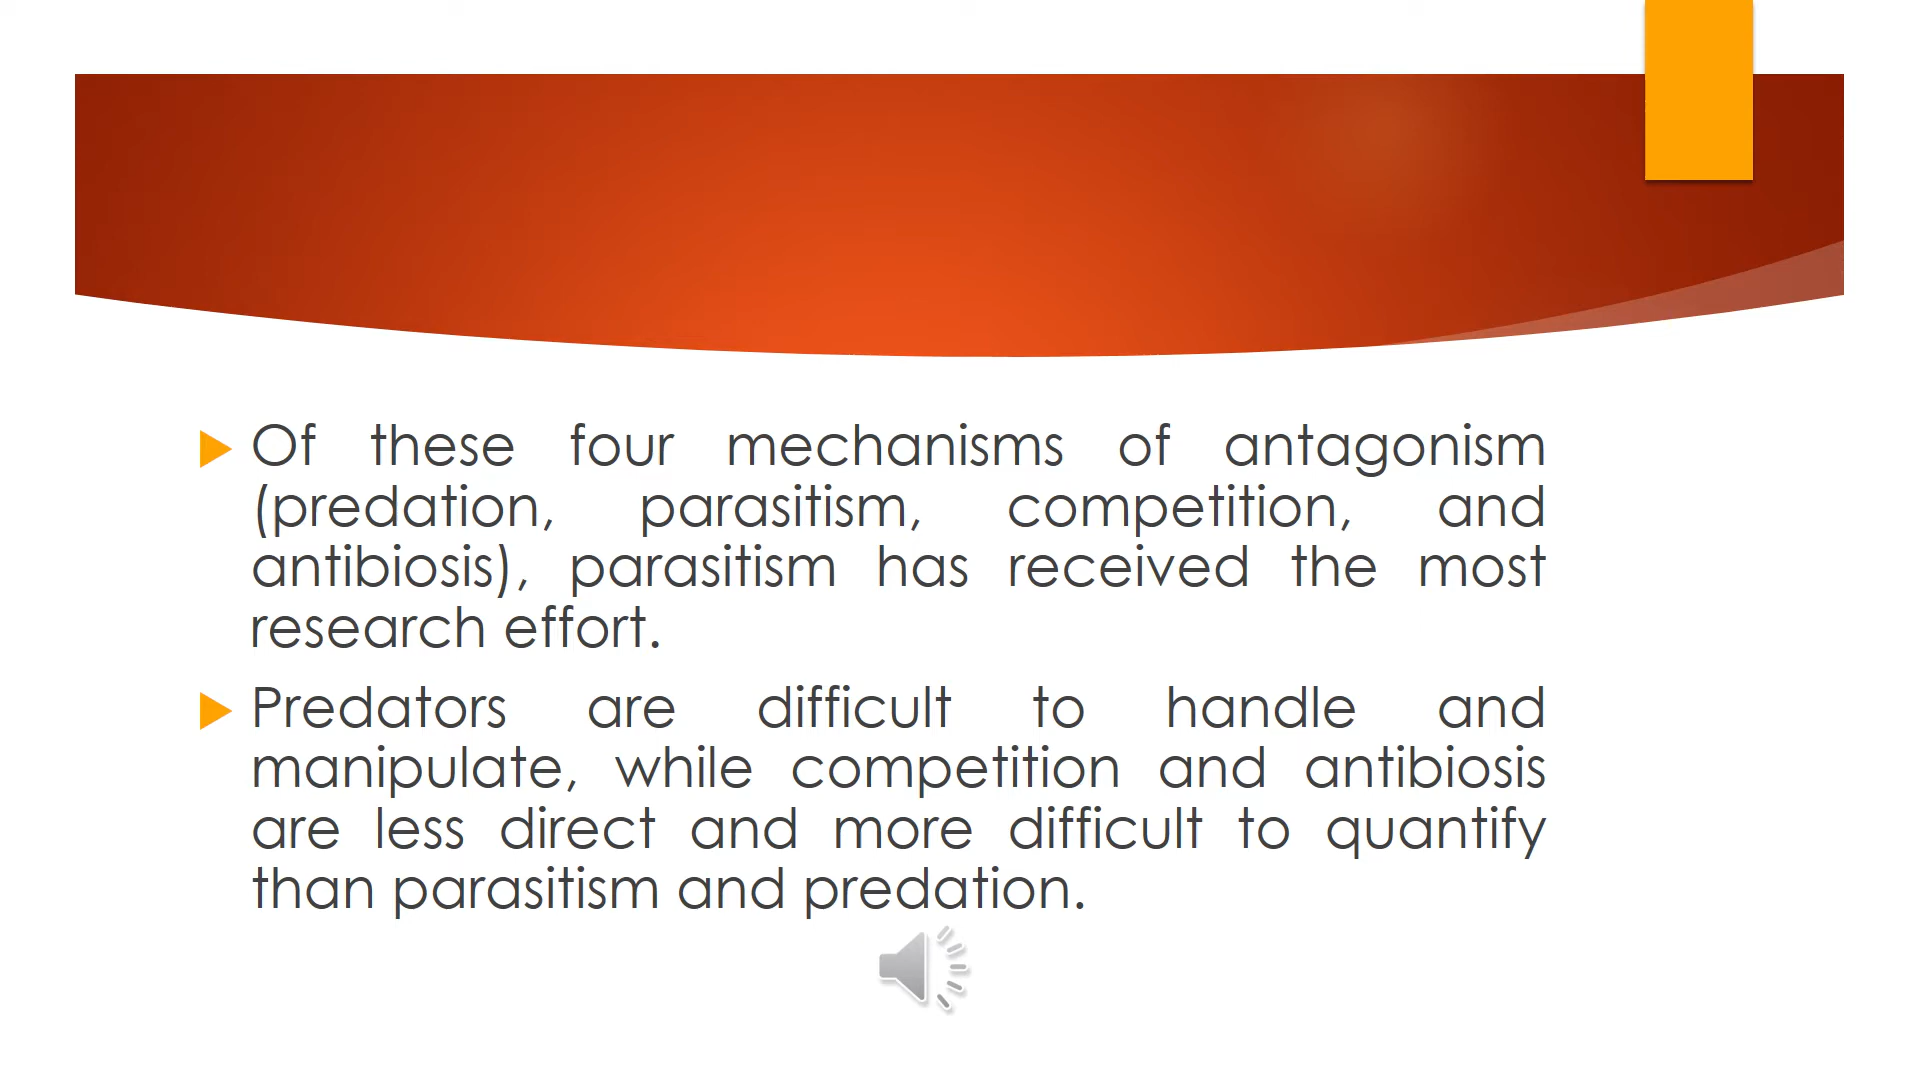 Of these four mechanisms of antagonism
(predation, parasitism, competition, and
antibiosis), parasitism has received the most
research effort.
Predators are difficult to handle and
manipulate, while competition and antibiosis
are less direct and more difficult to quantify
than parasitism and predation.